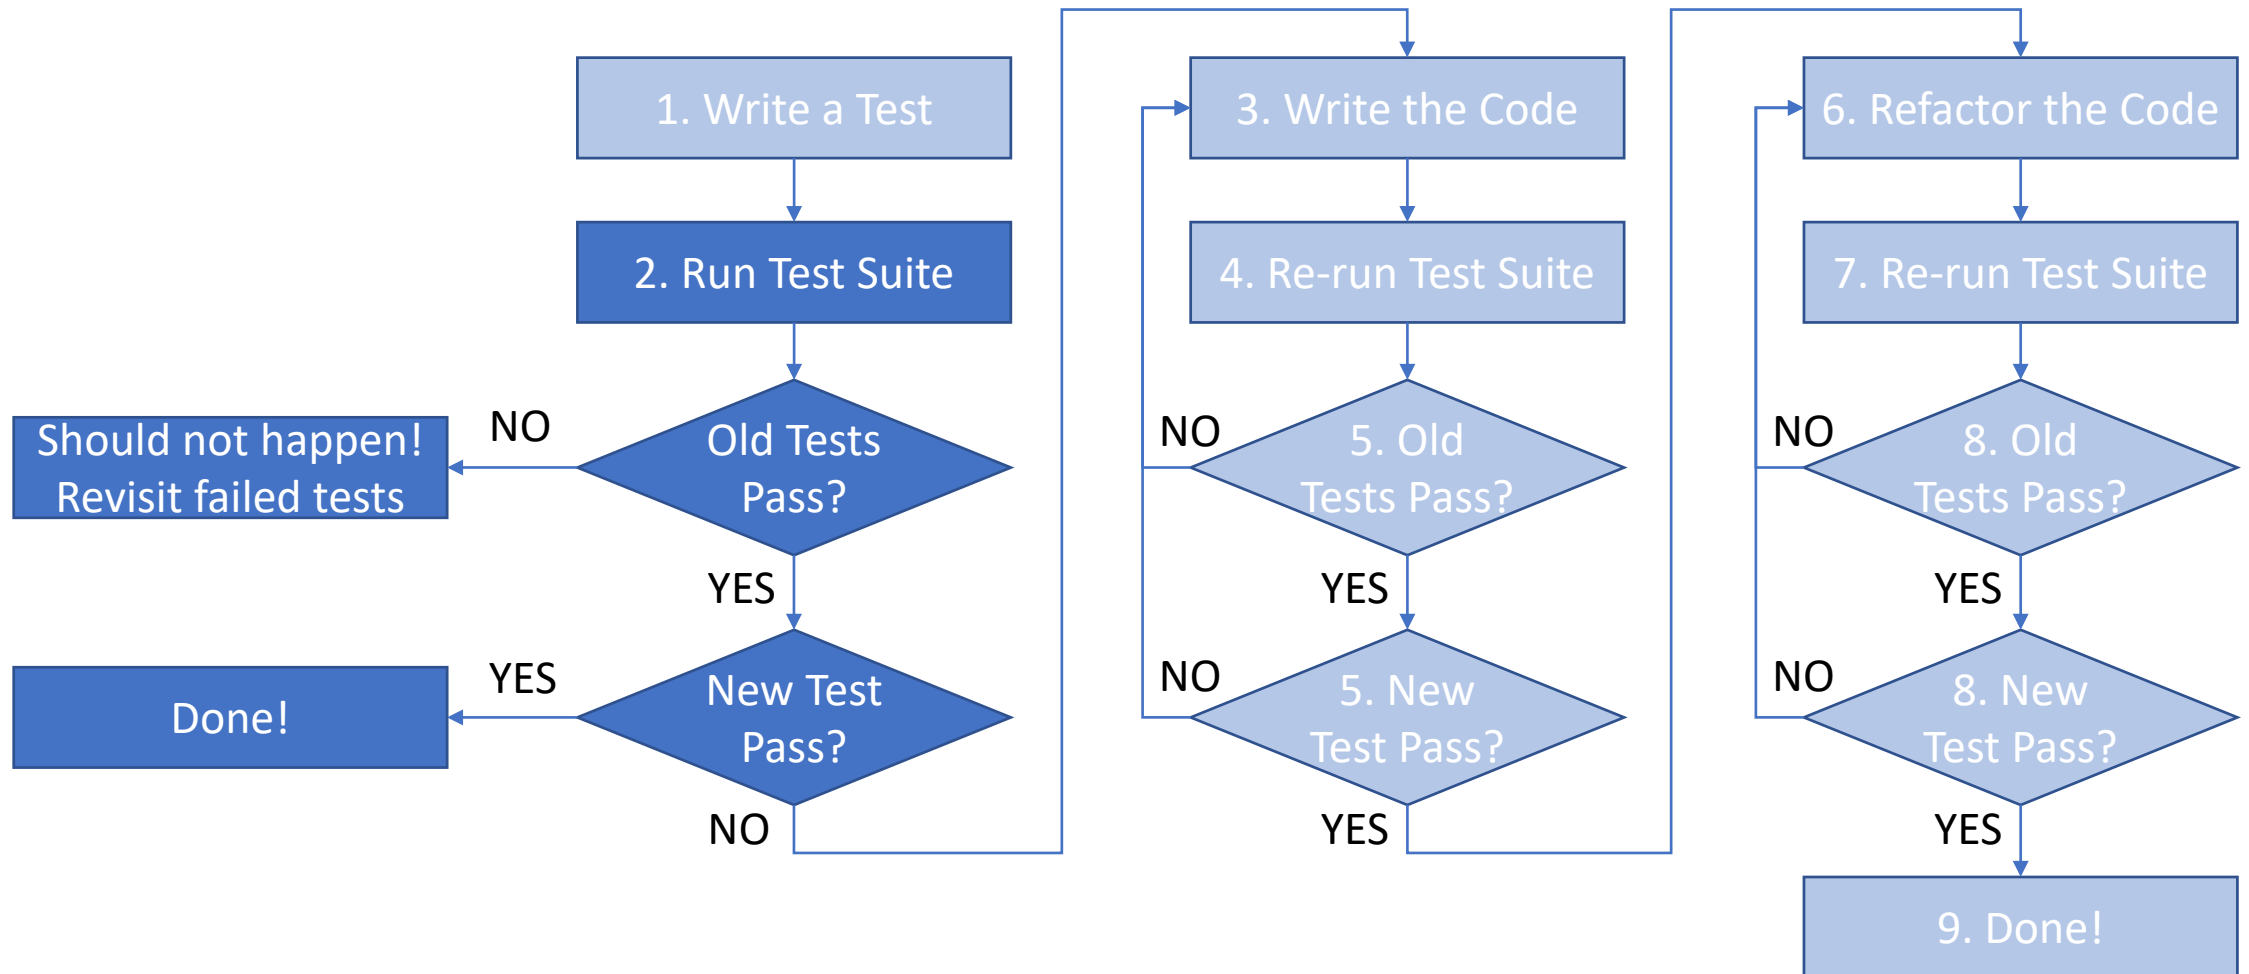 1. Write a Test
2. Run Test Suite
Old Tests
Pass?
NO
Should not happen!
Revisit failed tests
YES
New Test
Pass?
YES
Done!
NO
3. Write the Code
4. Re-run Test Suite
5. Old
Tests Pass?
NO
YES
5. New
Test Pass?
NO
YES
6. Refactor the Code
7. Re-run Test Suite
8. Old
Tests Pass?
NO
YES
8. New
Test Pass?
NO
YES
9. Done!